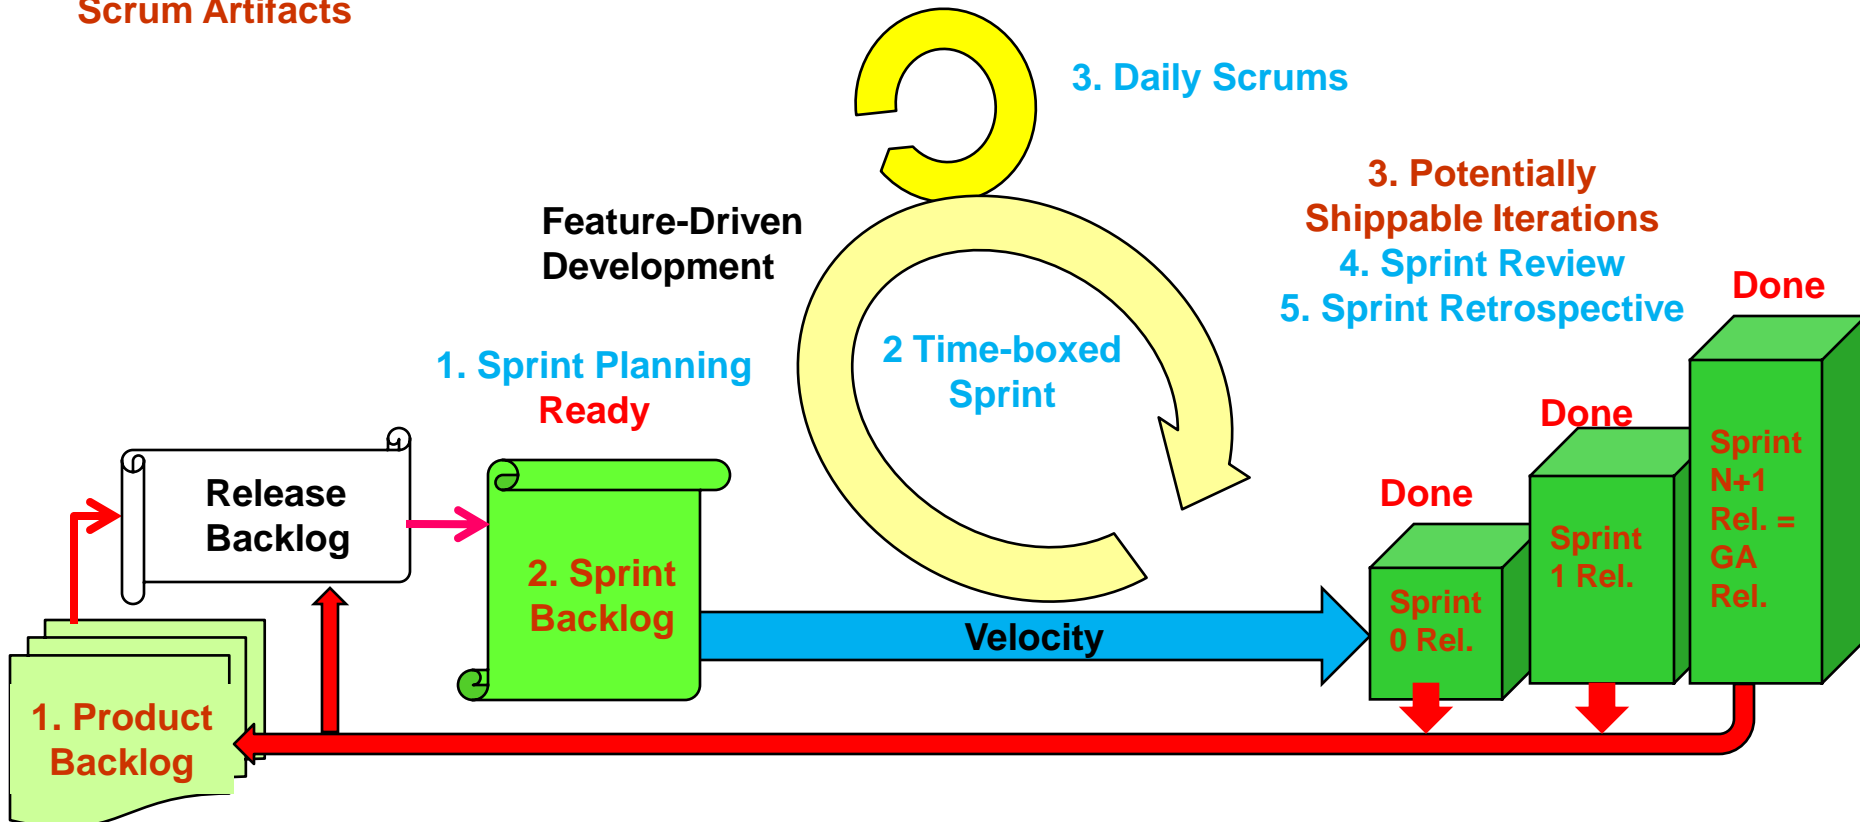 Scrum Artifacts
3. Daily Scrums
3. Potentially
Shippable Iterations
4. Sprint Review
5. Sprint Retrospective
Feature-Driven
Development
2 Time-boxed
Sprint
1. Sprint Planning
Ready
Release
Backlog
2. Sprint
Backlog
1. Product
Backlog
Velocity
Done
Sprint
0 Rel.
Done
Sprint
1 Rel.
Done
Sprint
N+1
Rel. =
GA
Rel.